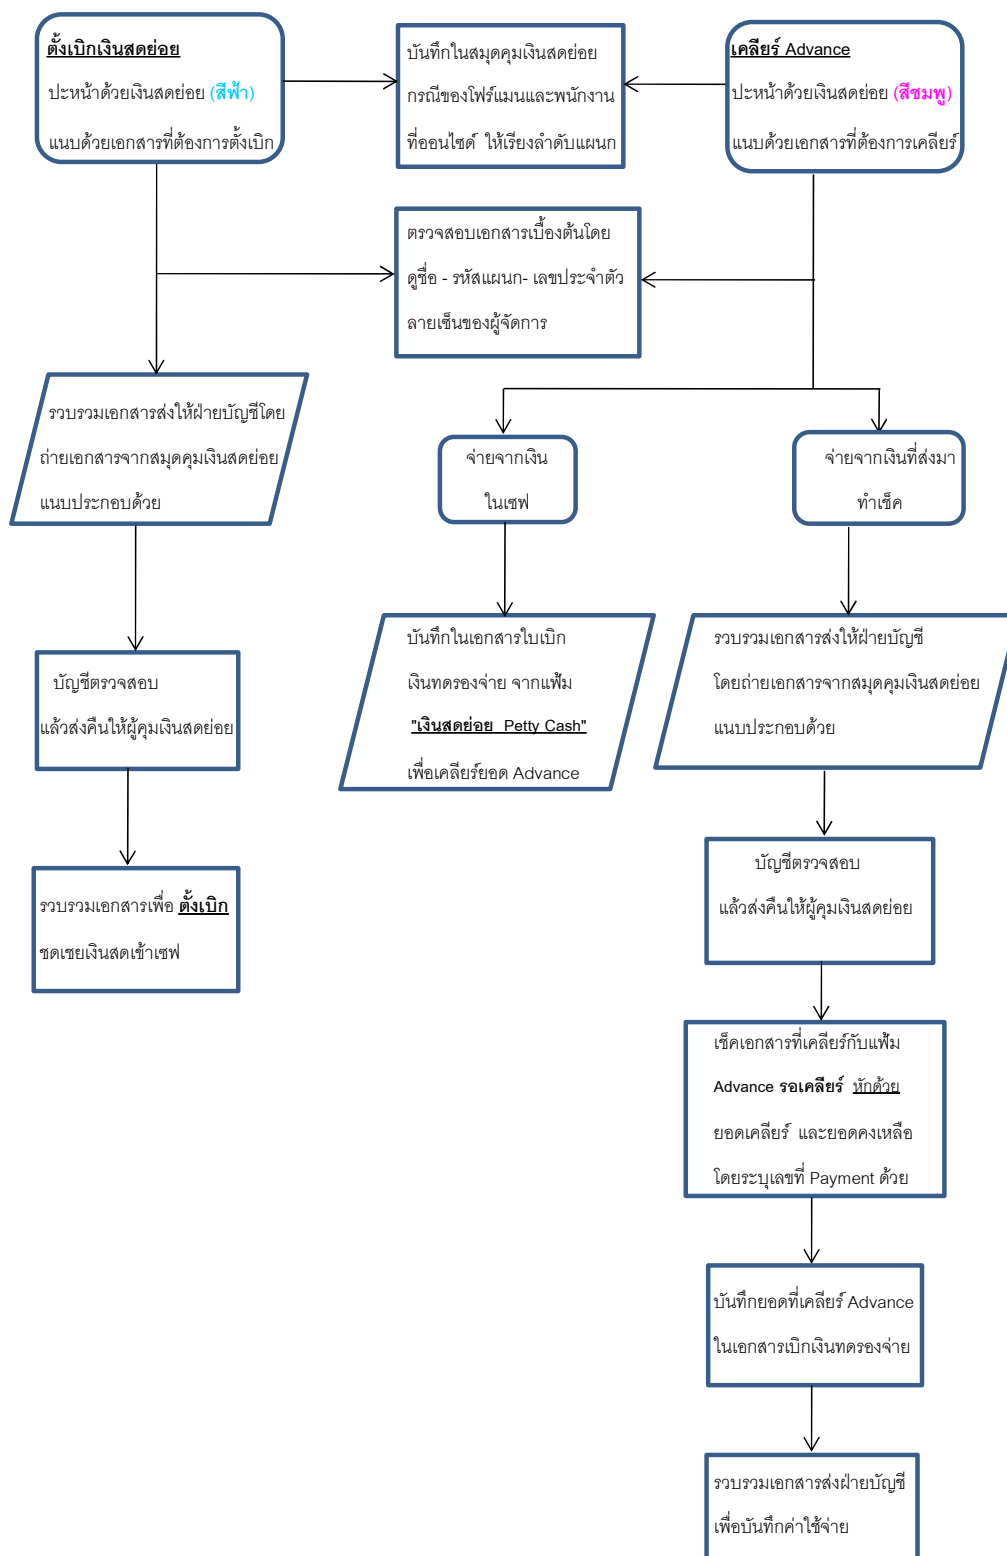 ตั้งเบิกเงินสดย่อย
ปะหน้าด้วยเงินสดย่อย (สีฟ้า)
แนบด้วยเอกสารที่ต้องการตั้งเบิก
บันทึกในสมุดคุมเงินสดย่อย
กรณีของโฟร์แมนและพนักงาน
ที่ออนไซด์ ให้เรียงลำดับแผนก
เคลียร์ Advance
ปะหน้าด้วยเงินสดย่อย (สีชมพู)
แนบด้วยเอกสารที่ต้องการเคลียร์
ตรวจสอบเอกสารเบื้องต้นโดย
ดูชื่อ - รหัสแผนก- เลขประจำตัว
ลายเซ็นของผู้จัดการ
รวบรวมเอกสารส่งให้ฝ่ายบัญชีโดย
ถ่ายเอกสารจากสมุดคุมเงินสดย่อย
แนบประกอบด้วย
จ่ายจากเงิน
ในเซฟ
จ่ายจากเงินที่ส่งมา
ทำเช็ค
บันทึกในเอกสารใบเบิก
เงินทดรองจ่าย จากแฟ้ม
"เงินสดย่อย Petty Cash"
เพื่อเคลียร์ยอด Advance
รวบรวมเอกสารส่งให้ฝ่ายบัญชี
โดยถ่ายเอกสารจากสมุดคุมเงินสดย่อย
แนบประกอบด้วย
บัญชีตรวจสอบ
แล้วส่งคืนให้ผู้คุมเงินสดย่อย
บัญชีตรวจสอบ
แล้วส่งคืนให้ผู้คุมเงินสดย่อย
รวบรวมเอกสารเพื่อ ตั้งเบิก
ชดเชยเงินสดเข้าเซฟ
เช็คเอกสารที่เคลียร์กับแฟ้ม
Advance รอเคลียร์ หักด้วย
ยอดเคลียร์ และยอดคงเหลือ
โดยระบุเลขที่ Payment ด้วย
บันทึกยอดที่เคลียร์ Advance
ในเอกสารเบิกเงินทดรองจ่าย
รวบรวมเอกสารส่งฝ่ายบัญชี
เพื่อบันทึกค่าใช้จ่าย